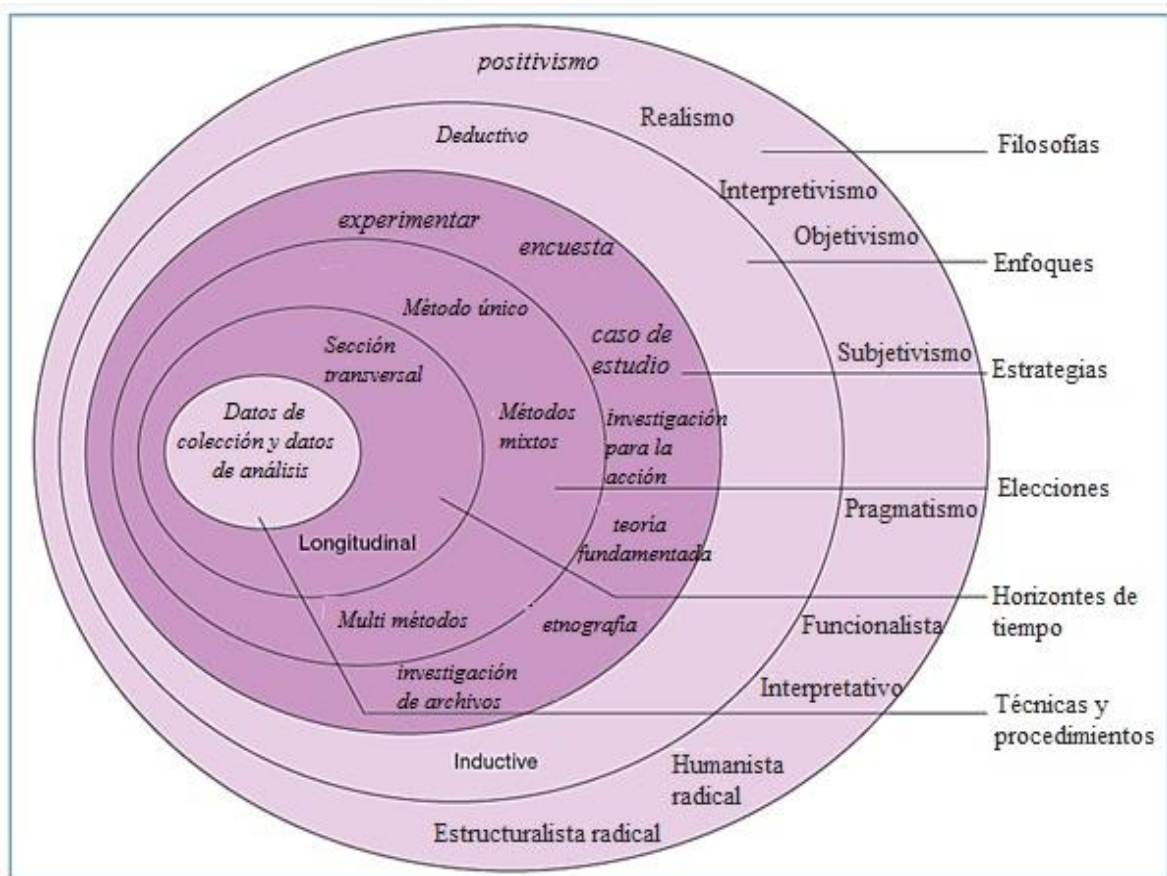 positivismo
Realismo
Filosofías
Deductivo
Interpretivismo
Objetivismo
Enfoques
experimentar
encuesta
Método único
caso de
estudio
Subjetivismo
Estrategias
Sección
transversal
Datos de
colección y datos
de análisis
Métodos
mixtos
Investigación
para la
acción
Elecciones
Pragmatismo
Longitudinal
teoría
fundamentada
Horizontes de
tiempo
Multi métodos
etnografia
Funcionalista
investigación
de archivos
Interpretativo
Técnicas y
procedimientos
Inductive
Humanista
radical
Estructuralista radical